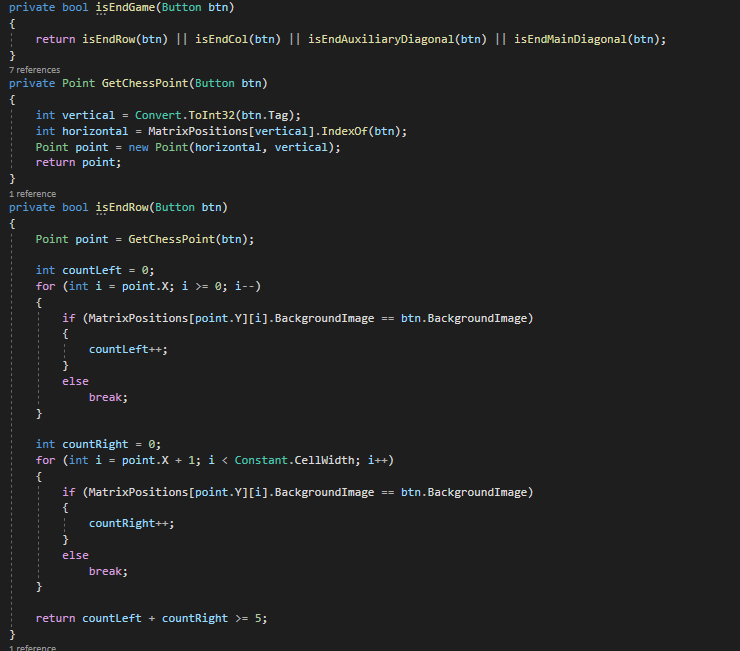 private bool isEndGame(Button btn)
{
return isEndRow(btn) || isEndCol(btn) || isEndAuxiliaryDiagonal(btn) || isEndMainDiagonal(btn);
}
7 references
private Point GetChessPoint(Button btn)
{
int vertical = Convert.ToInt32(btn.Tag);
int horizontal = MatrixPositions[vertical].IndexOf(btn);
Point point = new Point(horizontal, vertical);
return point;
}
1 reference
private bool isEndRow(Button btn)
{
Point point = GetChessPoint(btn);
int countLeft = 0;
for (int i = point.X; i >= 0; i--)
{
if (MatrixPositions[point.Y][i].BackgroundImage == btn.BackgroundImage)
{
countLeft++;
}
else
break;
}
int countRight = 0;
for (int i = point.X + 1; i < Constant.CellWidth; i++)
{
if (MatrixPositions[point.Y][i].BackgroundImage == btn.BackgroundImage)
{
countRight++;
}
else
break;
}
return countLeft + countRight >= 5;
}
1 reference